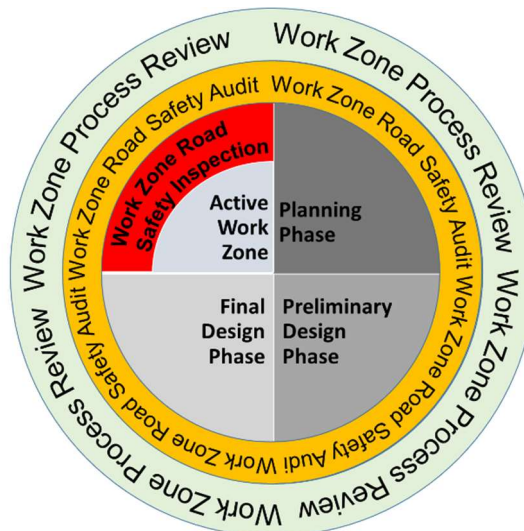 Work Zone Process Review
Work Zone Process Review
Work Zone Process Review
Work Zone Process Review
Work Zone Road Safety Audit
Work Zone Road Safety Audi
Work Zone Road Safety Audit
Work Zone Road Safety Audit
Work Zone Road
Safety Inspection
Active
Work
Zone
Planning
Phase
Final
Design
Phase
Preliminary
Design
Phase